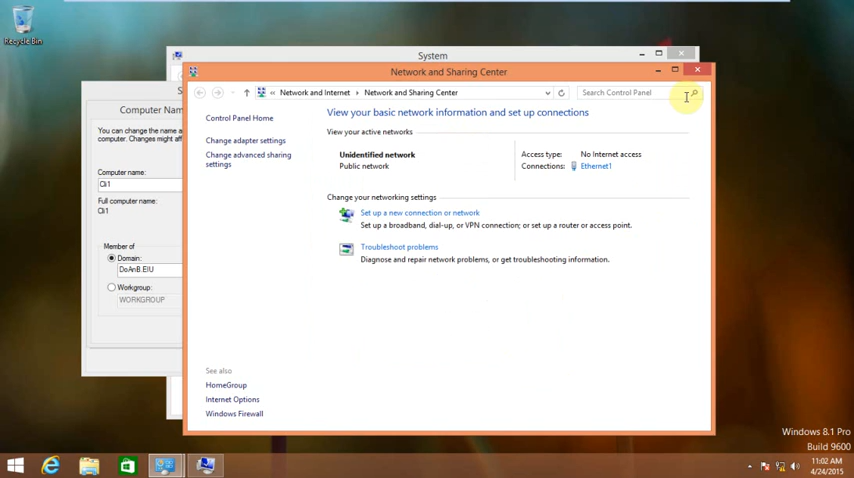 Recycle Bin
System
Network and Sharing Center
Network and Internet
Network and Sharing Center
Search Control Panel
Computer Nam
You can change the name a
computer. Changes might aff
Computer name:
Cli1
Full computer name:
Cli1
Member of
Domain:
DoAnB.EIU
Workgroup:
WORKGROUP
Control Panel Home
Change adapter settings
Change advanced sharing
settings
See also
HomeGroup
Internet Options
Windows Firewall
View your basic network information and set up connections
View your active networks
Unidentified network
Public network
Access type: No Internet access
Connections: Ethernet1
Change your networking settings
Set up a new connection or network
Set up a broadband, dial-up, or VPN connection; or set up a router or access point.
Troubleshoot problems
Diagnose and repair network problems, or get troubleshooting information.
Windows 8.1 Pro
Build 9600
11:02 AM
4/24/2015